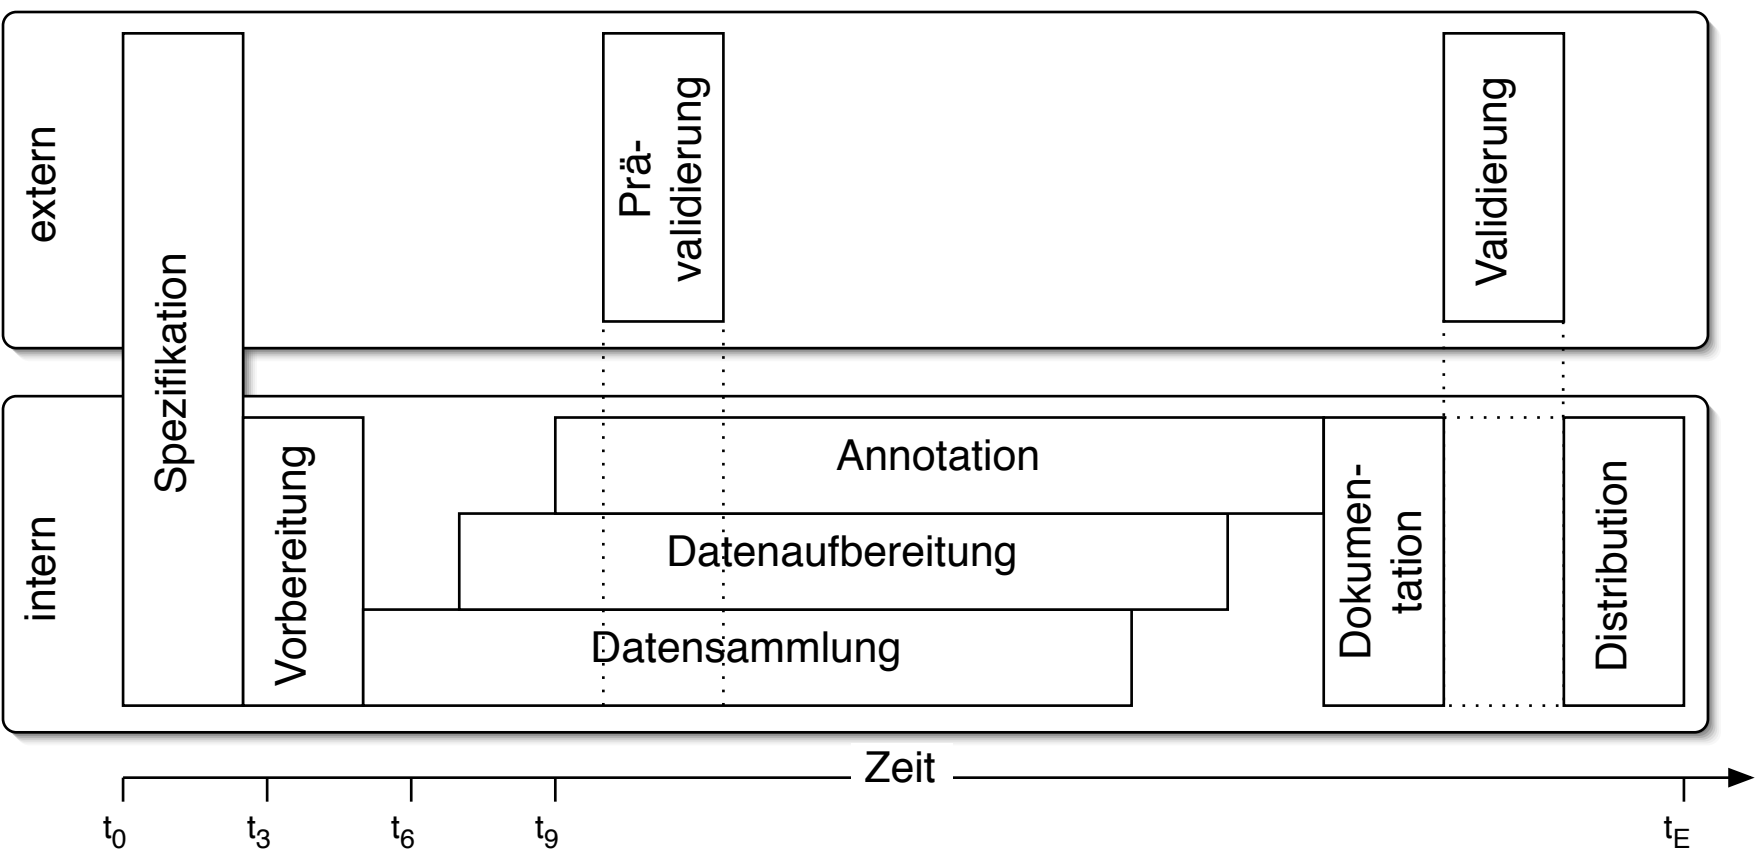 extern
Spezifikation
Prä-
validierung
Validierung
intern
Vorbereitung
Annotation
Datenaufbereitung
Datensammlung
Dokumen-
tation
Distribution
Zeit
t0
t3
t6
t9
tE